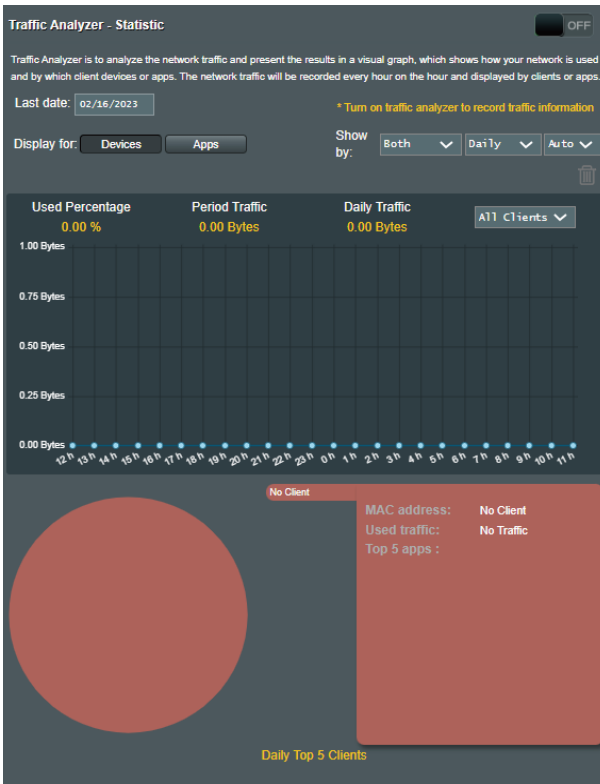 Traffic Analyzer - Statistic
OFF
Traffic Analyzer is to analyze the network traffic and present the results in a visual graph, which shows how your network is used
and by which client devices or apps. The network traffic will be recorded every hour on the hour and displayed by clients or apps.
Last date: 02/16/2023
* Turn on traffic analyzer to record traffic information
Display for: Devices Apps
Show by: Both Daily Auto
Used Percentage Period Traffic Daily Traffic
All Clients
0.00 % 0.00 Bytes 0.00 Bytes
1.00 Bytes
0.75 Bytes
0.50 Bytes
0.25 Bytes
0.00 Bytes
12 h 13 h 14 h 15 h 16 h 17 h 18 h 19 h 20 h 21 h 22 h 23 h 0 h 1 h 2 h 3 h 4 h 5 h 6 h 7 h 8 h 9 h 10 h 11 h
No Client
MAC address: No Client
Used traffic: No Traffic
Top 5 apps :
Daily Top 5 Clients